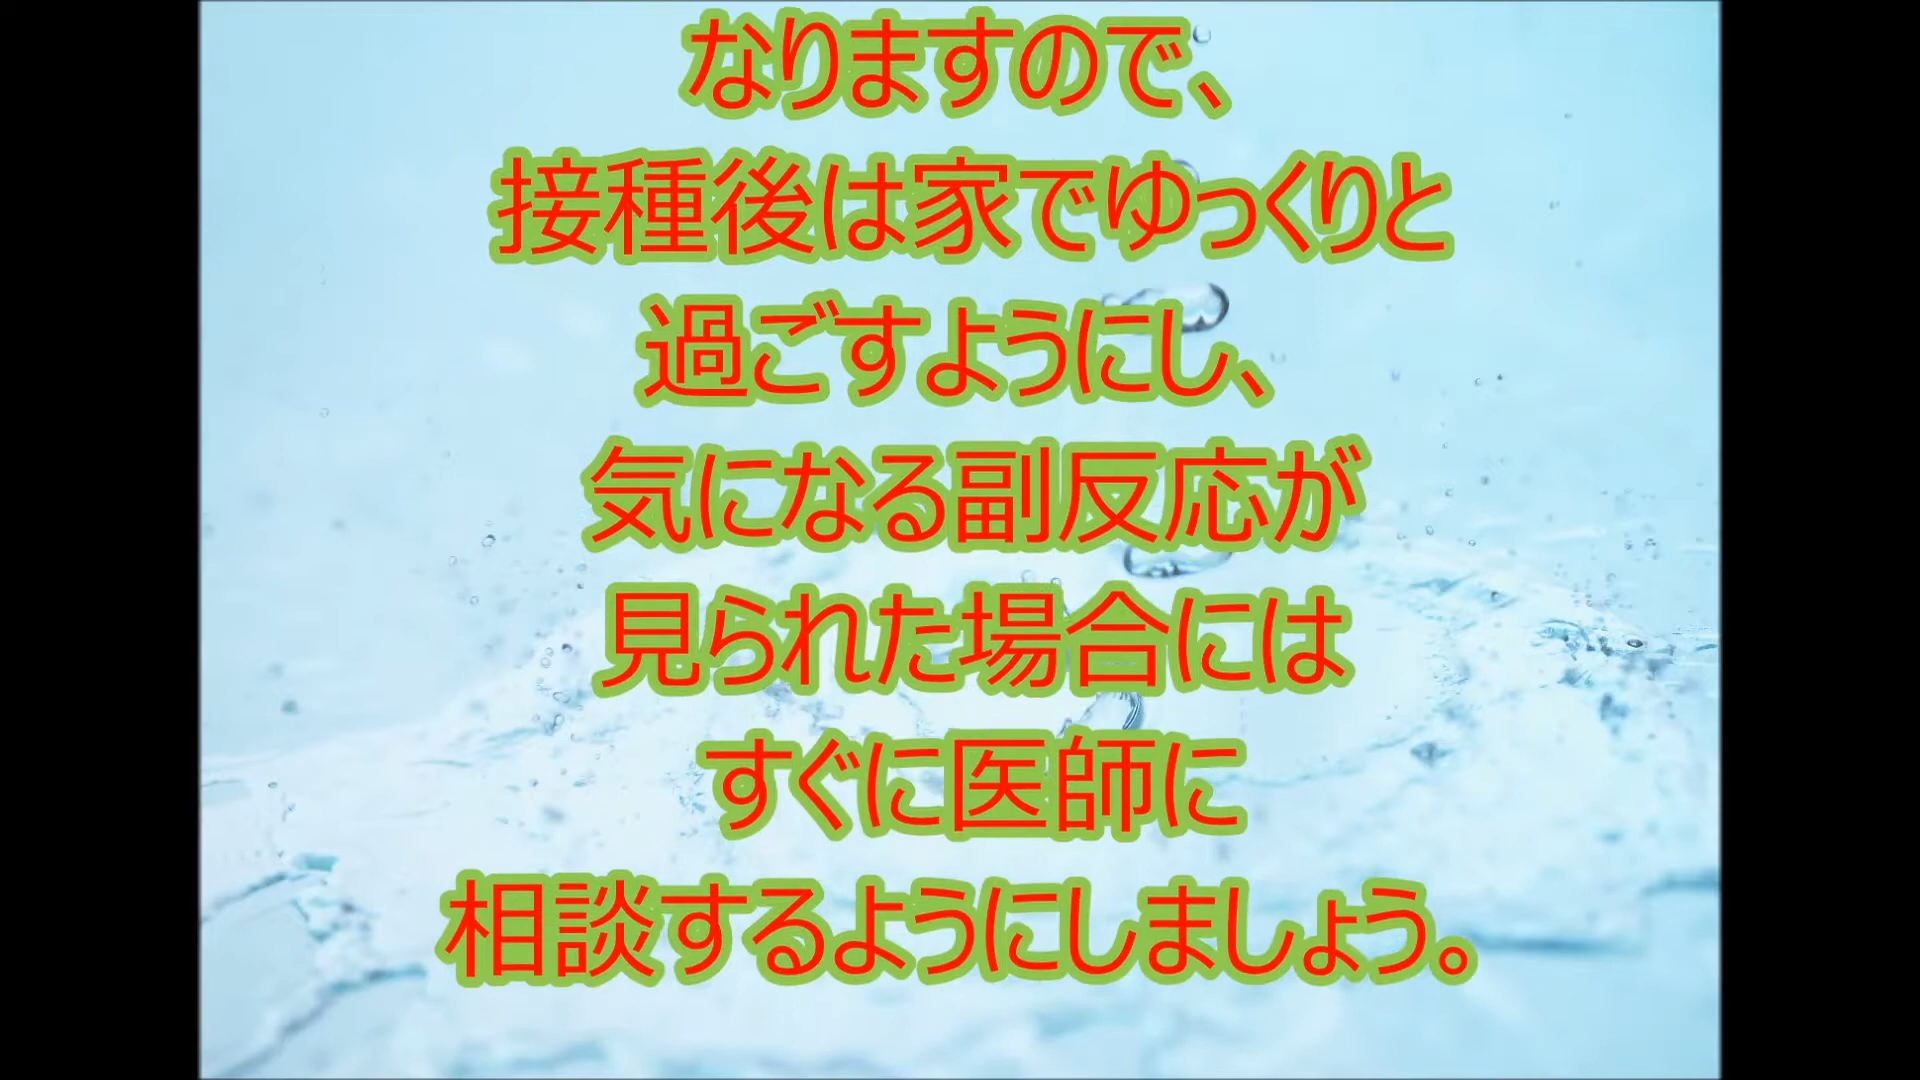 なりますので、
接種後は家でゆっくりと
過ごすようにし、
気になる副反応が
見られた場合には
すぐに医師に
相談するようにしましょう。